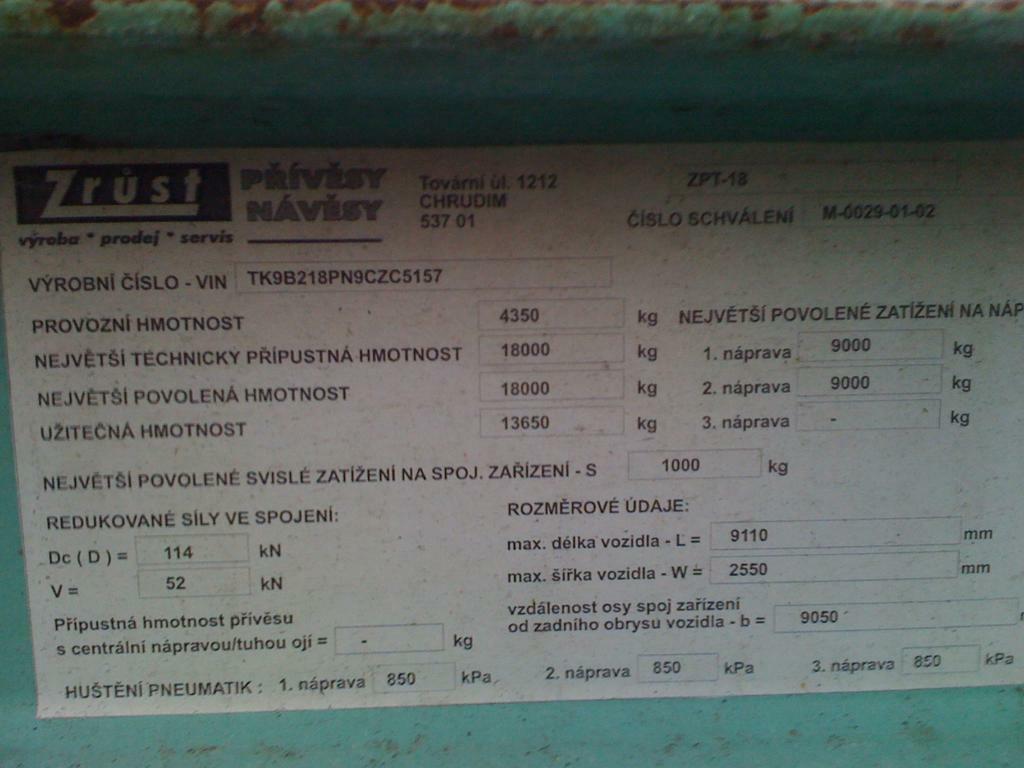 Zrůst
PŘÍVĚSY
NÁVĚSY
výroba * prodej * servis
Tovární úl. 1212
CHRUDIM
537 01
ZPT-18
ČÍSLO SCHVÁLENÍ M-0029-01-02
VÝROBNÍ ČÍSLO - VIN TK9B218PN9CZC5157
PROVOZNÍ HMOTNOST 4350 kg
NEJVĚTŠÍ TECHNICKY PŘÍPUSTNÁ HMOTNOST 18000 kg
NEJVĚTŠÍ POVOLENÁ HMOTNOST 18000 kg
UŽITEČNÁ HMOTNOST 13650 kg
NEJVĚTŠÍ POVOLENÉ ZATÍŽENÍ NA NÁP
1. náprava 9000 kg
2. náprava 9000 kg
3. náprava - kg
NEJVĚTŠÍ POVOLENÉ SVISLÉ ZATÍŽENÍ NA SPOJ. ZAŘÍZENÍ - S 1000 kg
REDUKOVANÉ SÍLY VE SPOJENÍ:
Dc ( D ) = 114 kN
V = 52 kN
Přípustná hmotnost přívěsu
s centrální nápravou/tuhou ojí = - kg
ROZMĚROVÉ ÚDAJE:
max. délka vozidla - L = 9110 mm
max. šířka vozidla - W = 2550 mm
vzdálenost osy spoj zařízení
od zadního obrysu vozidla - b = 9050
HUŠTĚNÍ PNEUMATIK : 1. náprava 850 kPa 2. náprava 850 kPa 3. náprava 850 kPa